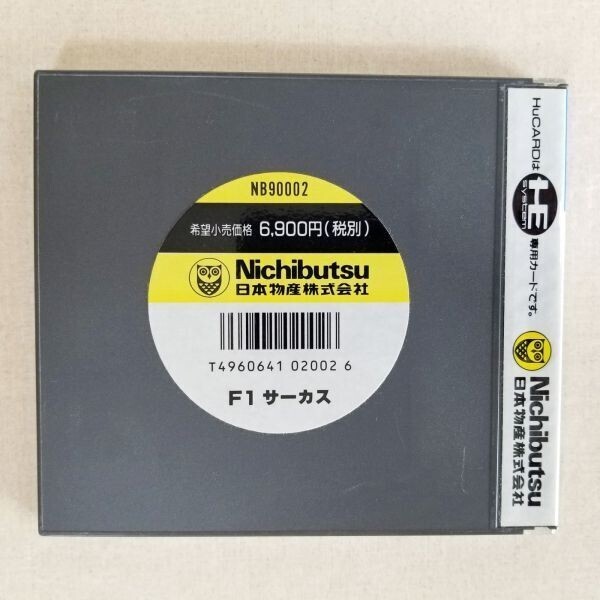 NB90002
希望小売価格 6,900円(税別)
Nichibutsu
日本物産株式会社
T4960641 02002 6
F1 サーカス
HuCARDは
HE
system
専用カードです。
Nichibutsu
日本物産株式会社